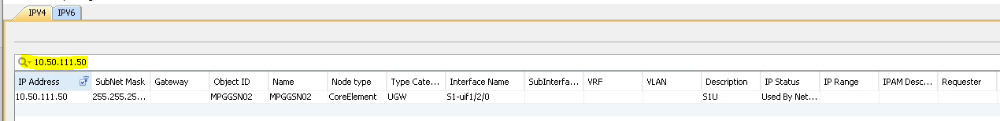 IPV4 IPV6
10.50.111.50
IP Address SubNet Mask Gateway Object ID Name Node type Type Cate... Interface Name SubInterfa... VRF VLAN Description IP Status IP Range IPAM Desc... Requester
10.50.111.50 255.255.25... MPGGSN02 MPGGSN02 CoreElement UGW S1-uif1/2/0 S1U Used By Net...